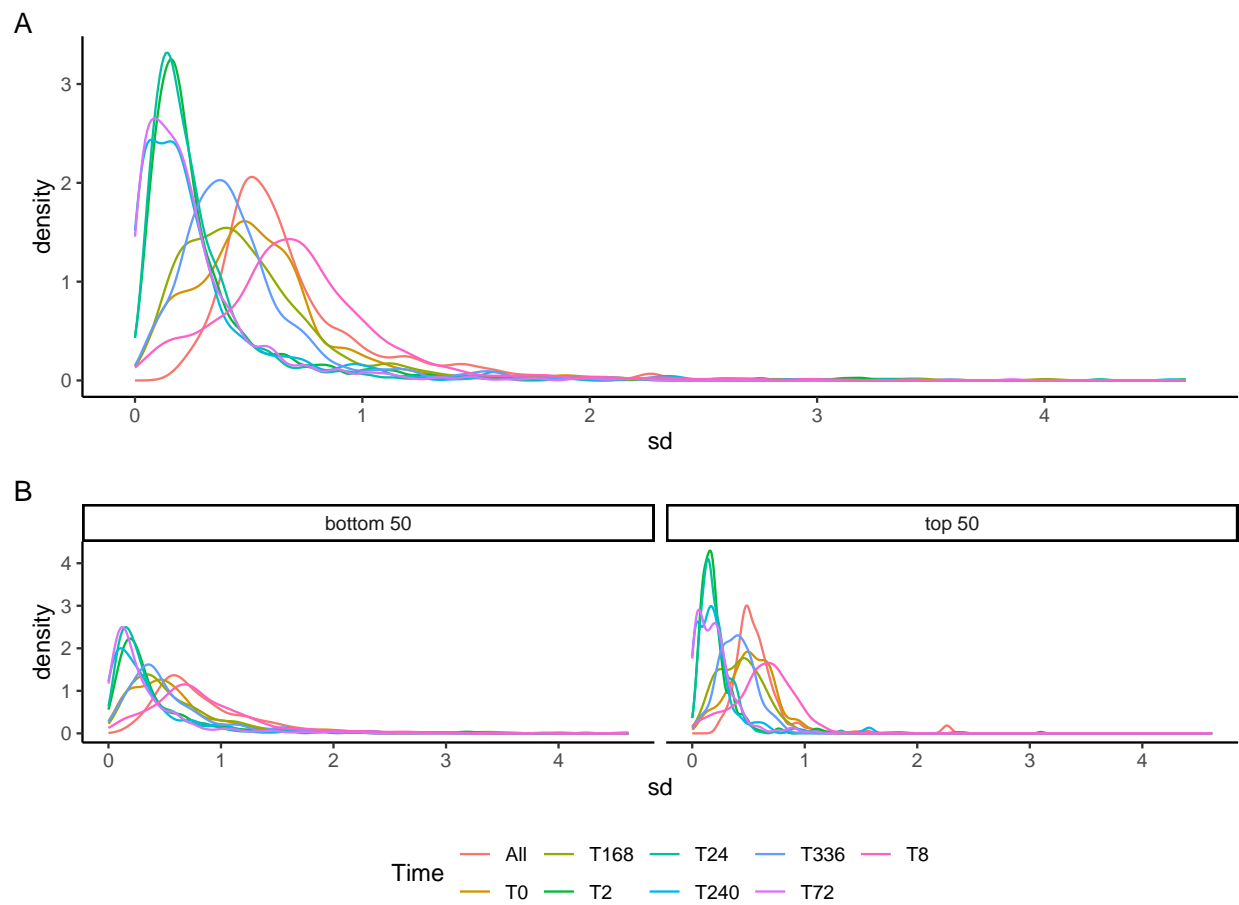 A
3
2
1
0
density
0 1 2 3 4
sd
B
bottom 50 top 50
4
3
2
1
0
density
0 1 2 3 4 0 1 2 3 4
sd
Time
All T168 T24 T336 T8
T0 T2 T240 T72